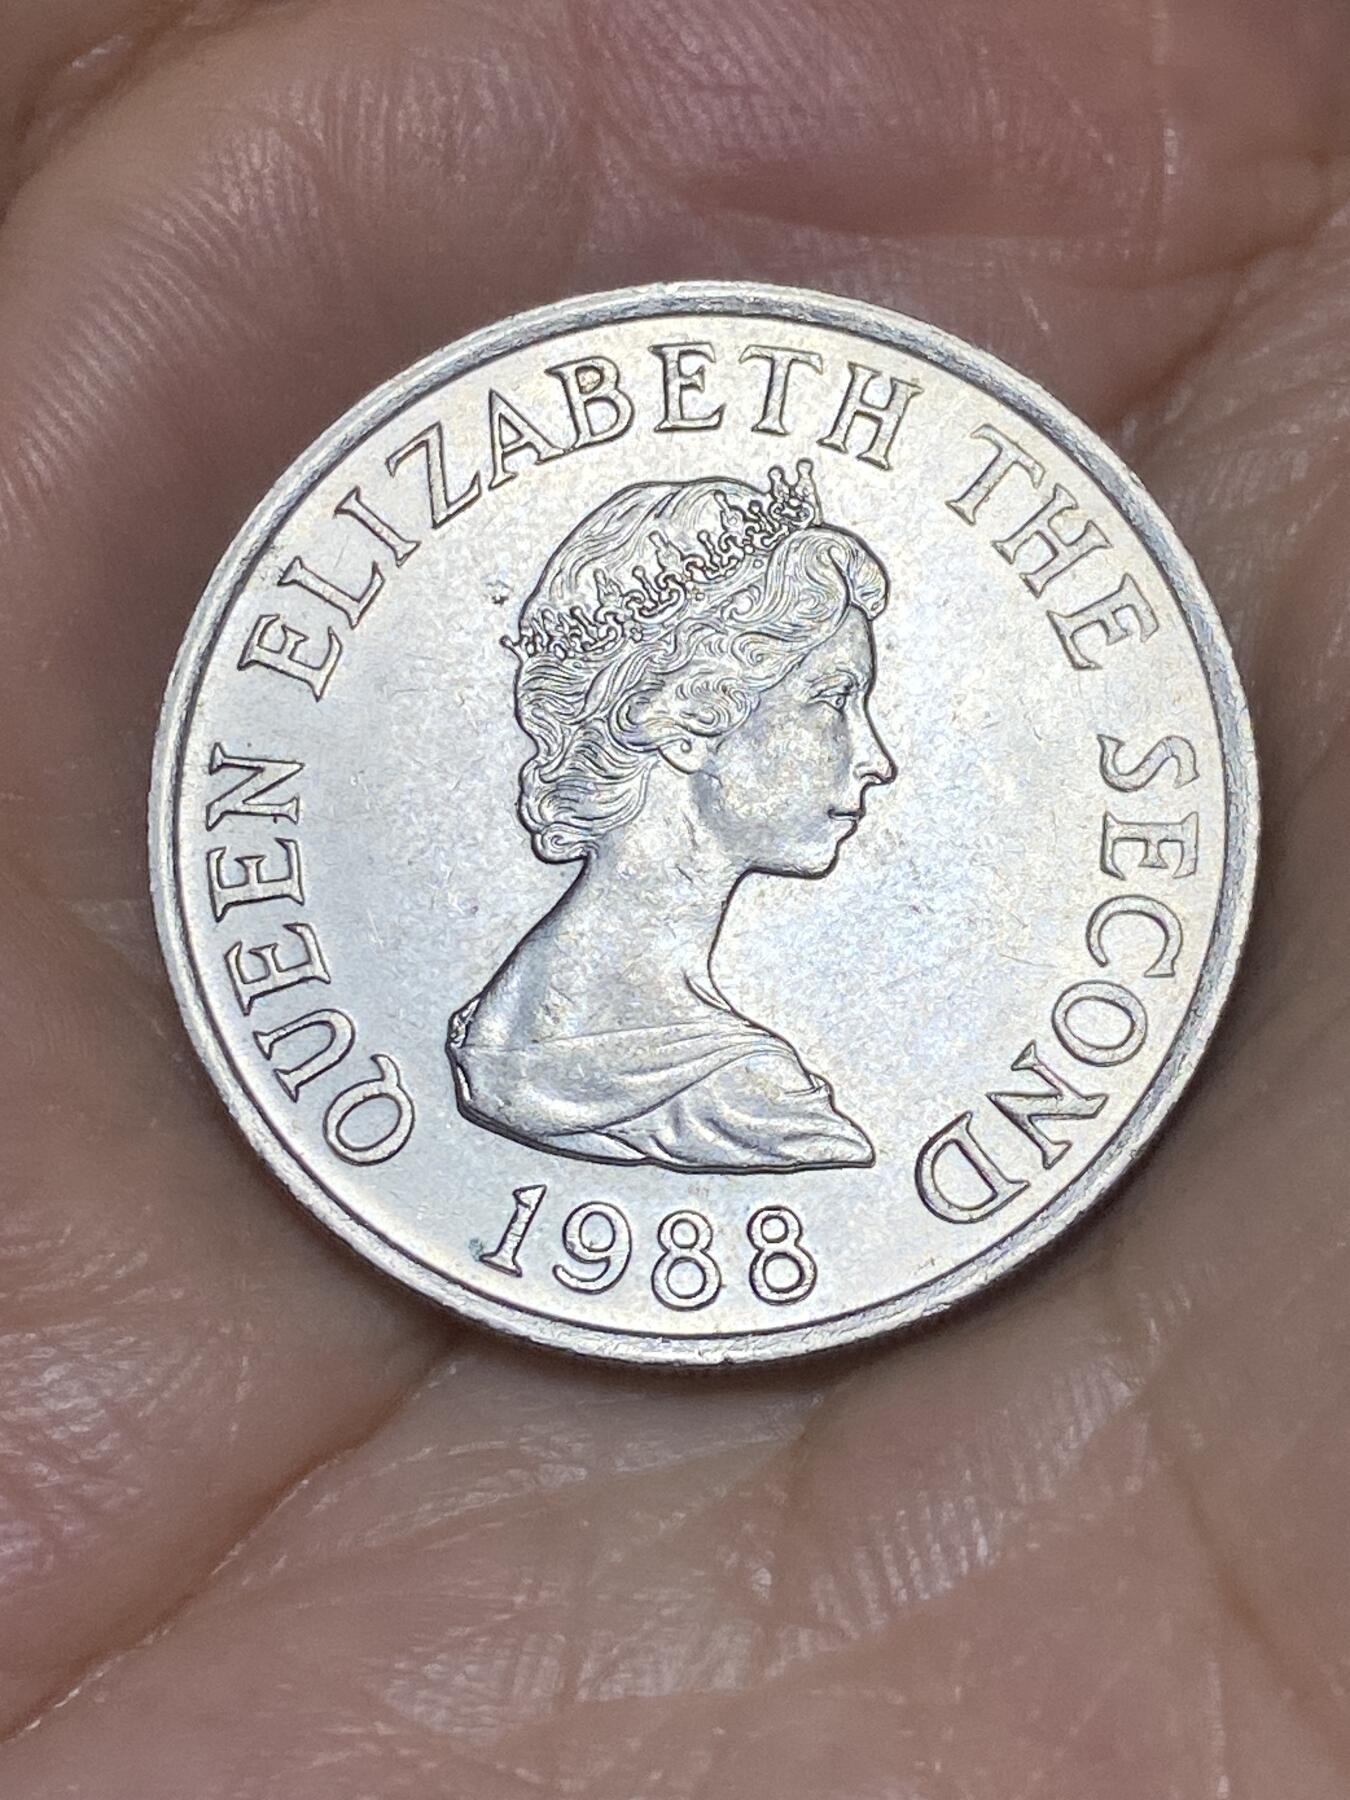 QUEEN ELIZABETH THE SECOND
1988